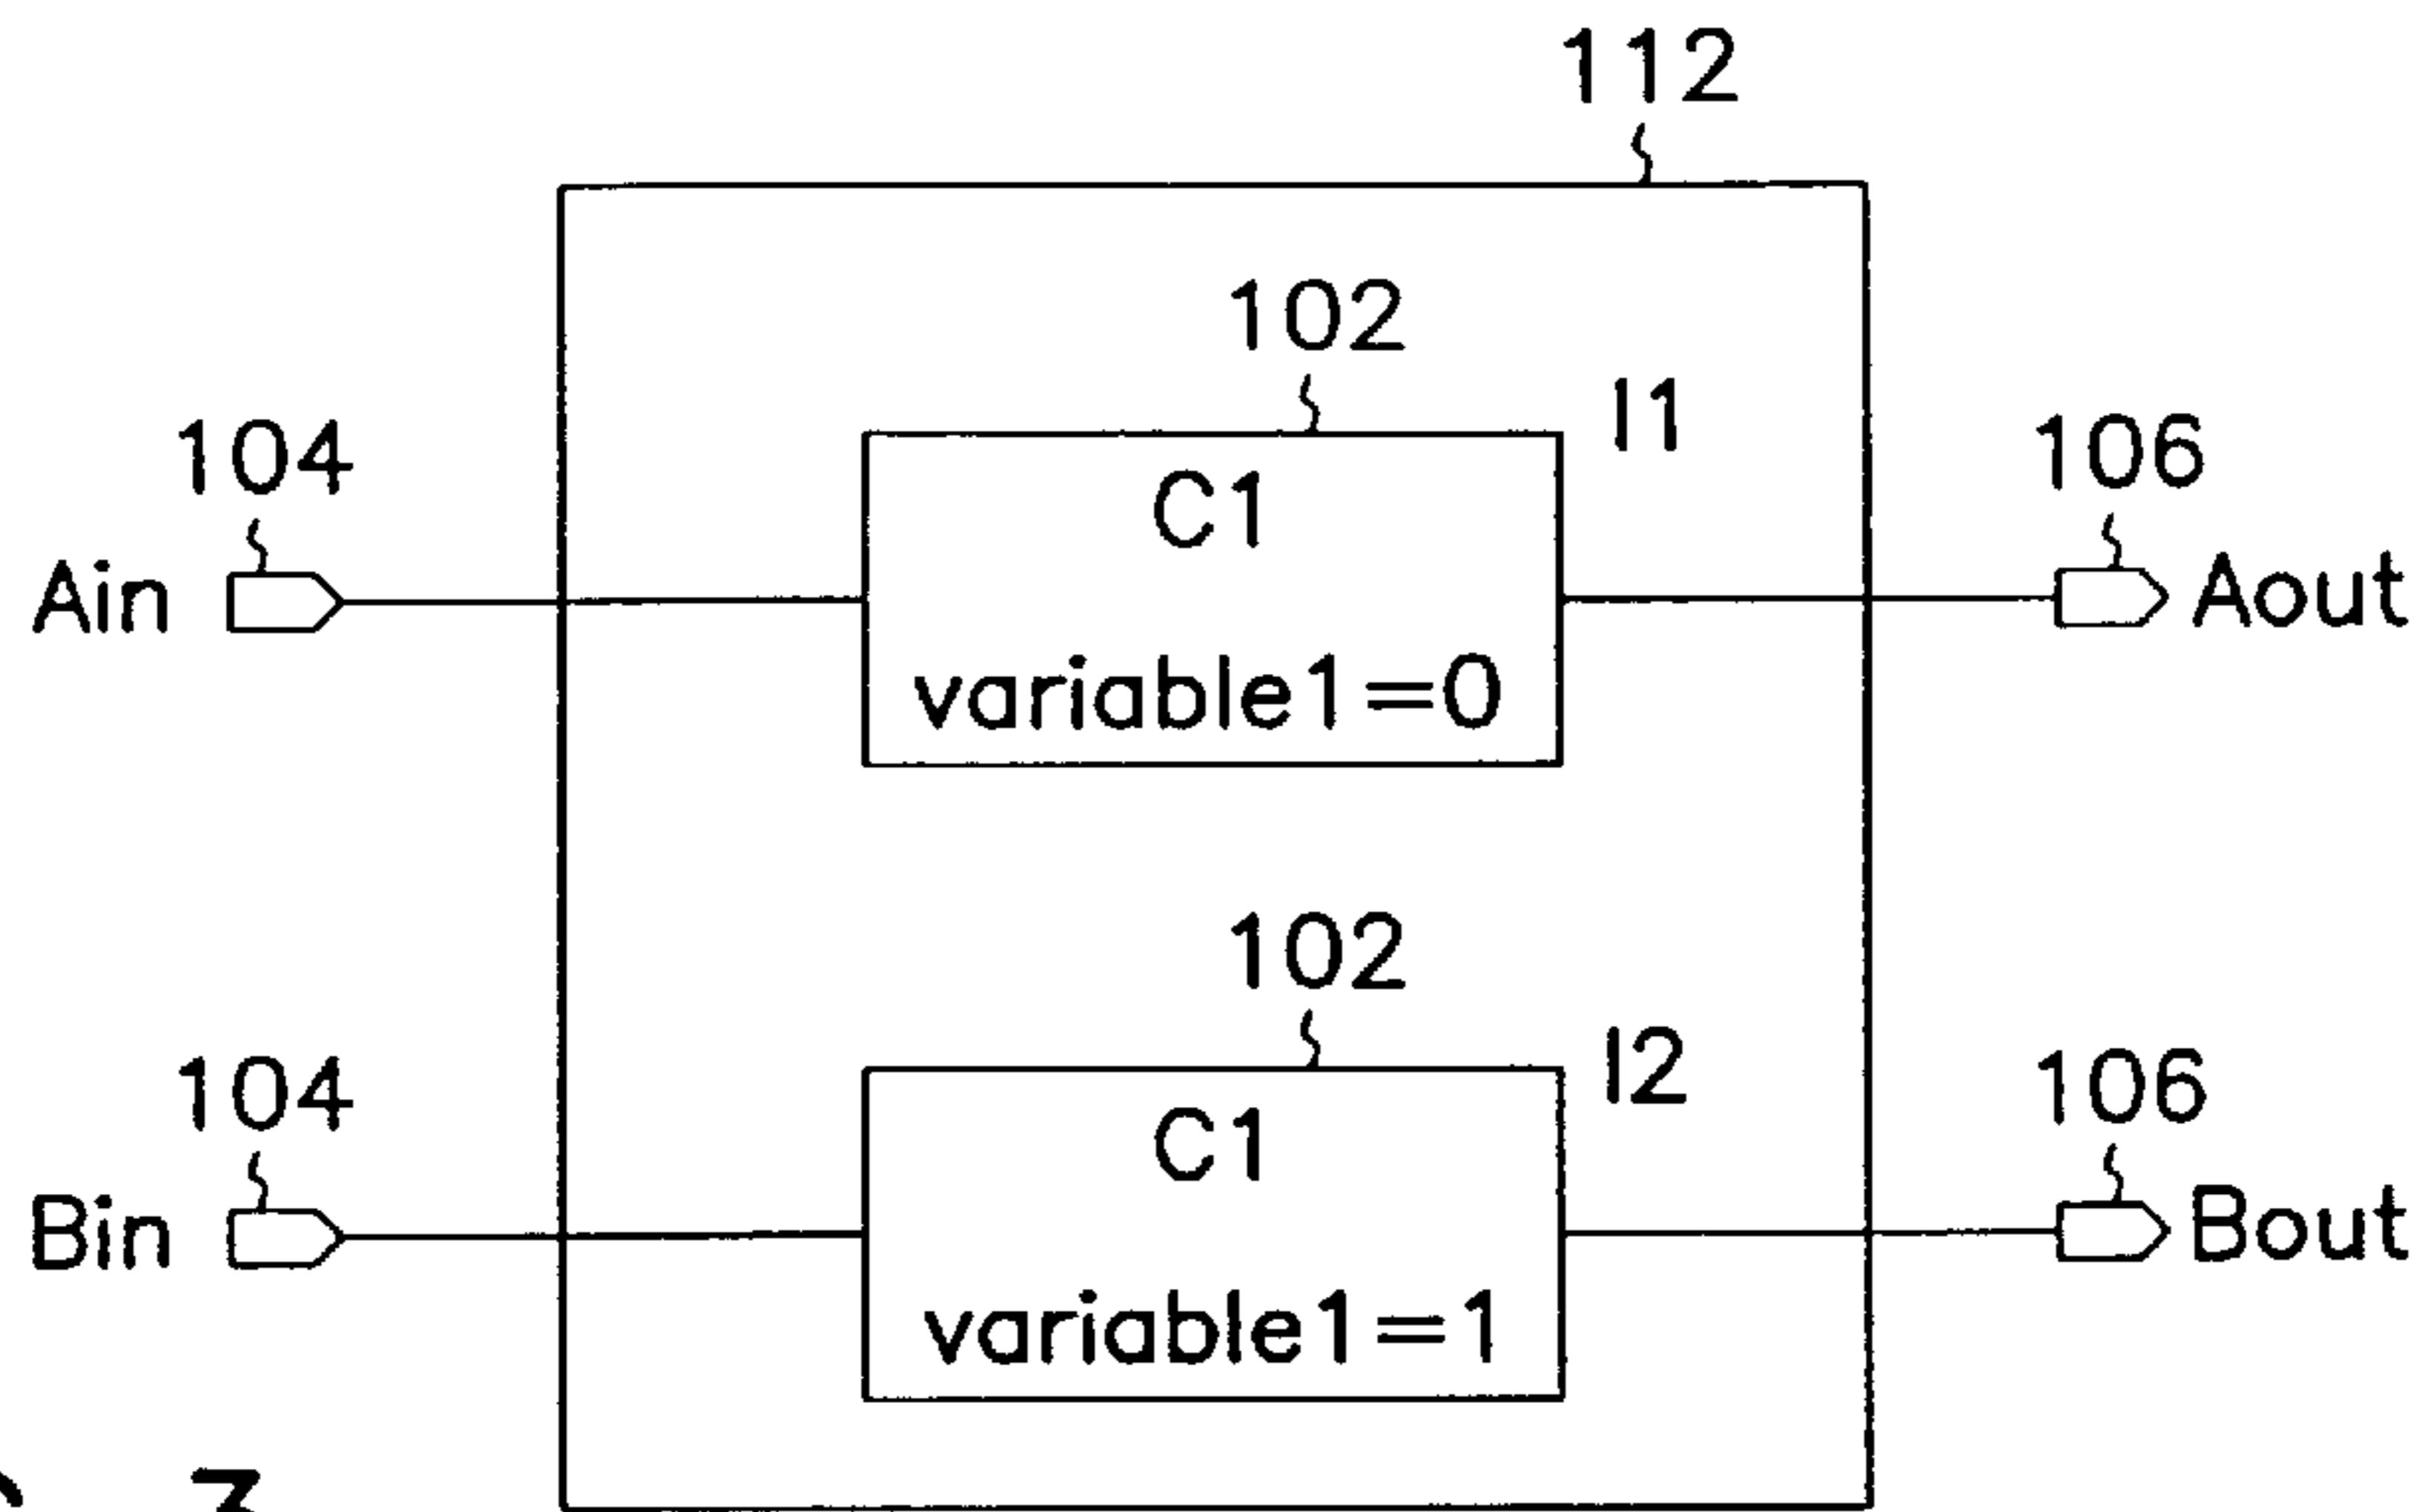 112
102
I1
104
106
C1
Ain
Aout
variable1=0
102
I2
104
106
C1
Bin
Bout
variable1=1